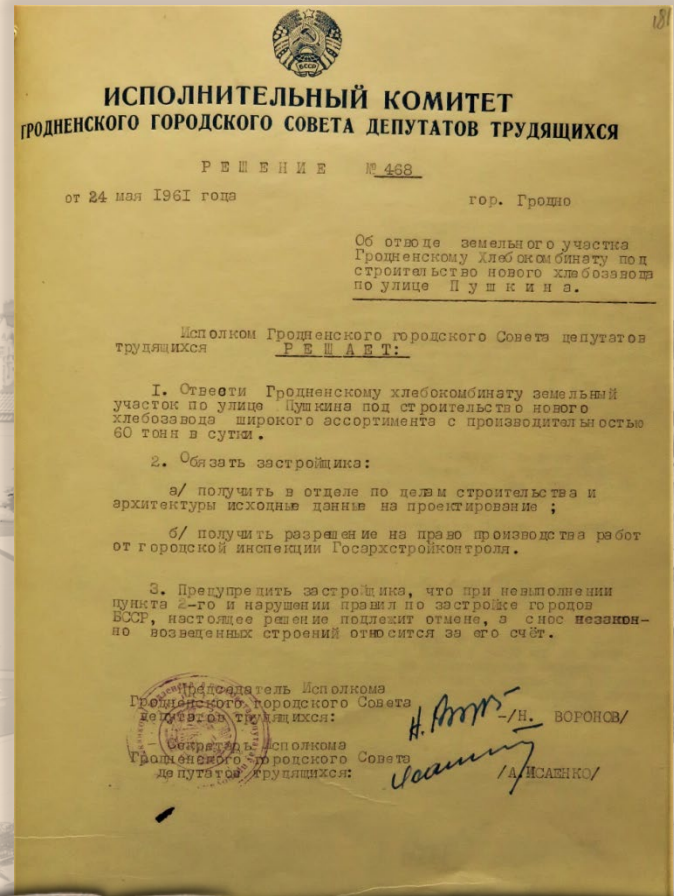 181
БССР
ИСПОЛНИТЕЛЬНЫЙ КОМИТЕТ
ГРОДНЕНСКОГО ГОРОДСКОГО СОВЕТА ДЕПУТАТОВ ТРУДЯЩИХСЯ
Р Е Ш Е Н И Е № 468
от 24 мая 1961 года
гор. Гродно
Об отводе земельного участка
Гродненскому Хлебокомбинату под
строительство нового хлебозавода
по улице П у ш к и н а.
Исполком Гродненского городского Совета депутатов
трудящихся Р Е Ш А Е Т:
1. Отвести Гродненскому хлебокомбинату земельный
участок по улице Пушкина под строительство нового
хлебозавода широкого ассортимента с производительностью
60 тонн в сутки.
2. Обязать застройщика:
а/ получить в отделе по делам строительства и
архитектуры исходные данные на проектирование ;
б/ получить разрешение на право производства работ
от городской инспекции Госархстройконтроля.
3. Предупредить застройщика, что при невыполнении
пункта 2-го и нарушении правил по застройке городов
БССР, настоящее решение подлежит отмене, а снос незакон-
но возведенных строений относится за его счёт.
Председатель Исполкома
Гродненского городского Совета
депутатов трудящихся: -/Н. ВОРОНОВ/
Секретарь Исполкома
Гродненского городского Совета
депутатов трудящихся: /А.ИСАЕНКО/